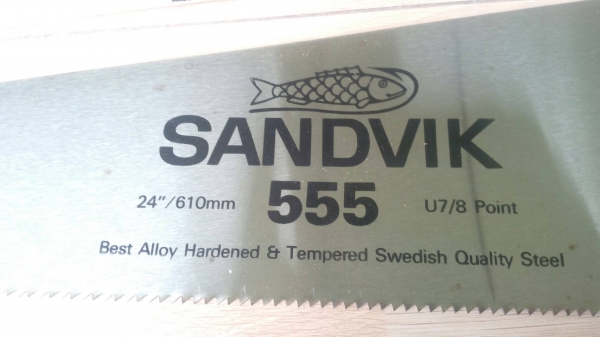 SANDVIK
24"/610mm 555 U7/8 Point
Best Alloy Hardened & Tempered Swedish Quality Steel